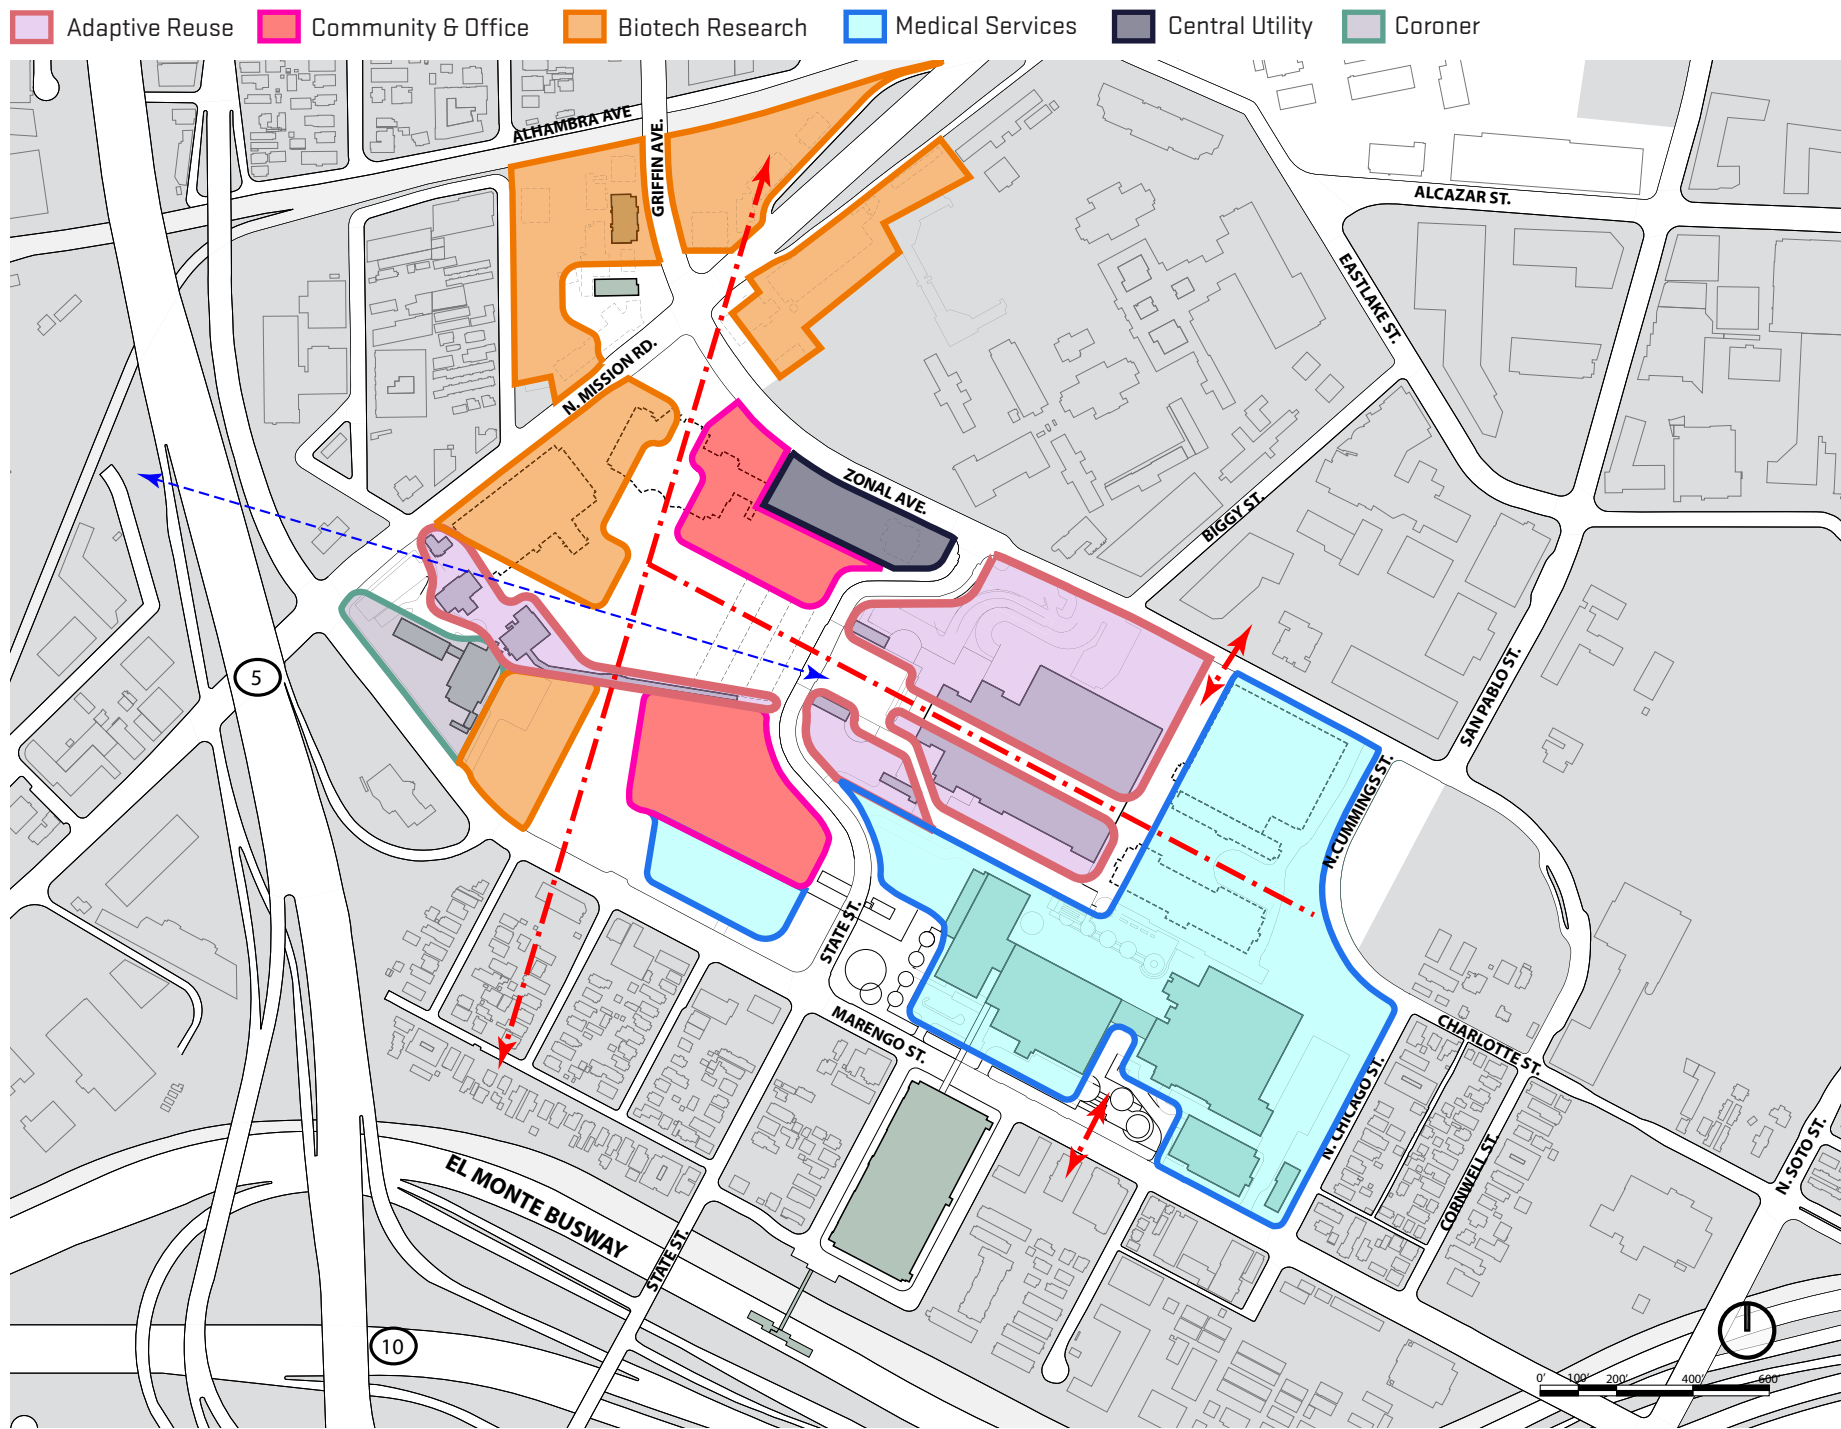 Adaptive Reuse
Community & Office
Biotech Research
Medical Services
Central Utility
Coroner
ALHAMBRA AVE
GRIFFIN AVE.
ALCAZAR ST.
EASTLAKE ST.
N. MISSION RD.
ZONAL AVE.
BIGGY ST.
SAN PABLO ST.
5
N.CUMMINGS ST.
STATE ST.
MARENGO ST.
CHARLOTTE ST.
N. CHICAGO ST.
CORNWELL ST.
N. SOTO ST.
EL MONTE BUSWAY
STATE ST.
10
0' 100' 200' 400' 600'